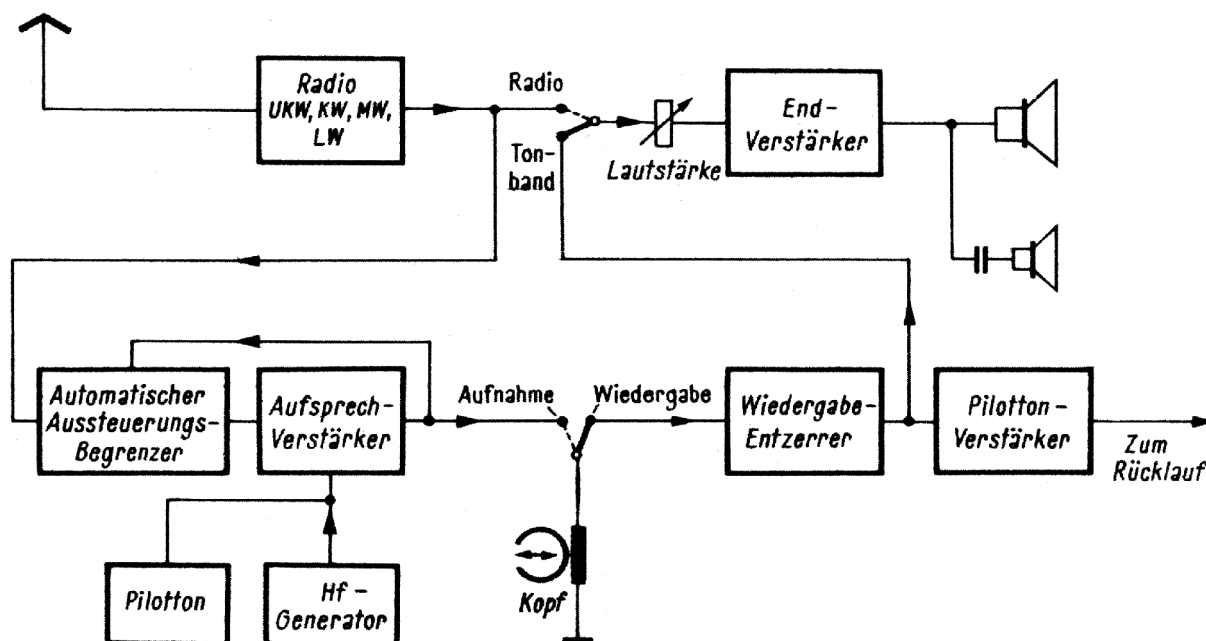 Radio
UKW, KW, MW,
LW
Radio
Ton-
band
Lautstärke
End-
Verstärker
Automatischer
Aussteuerungs-
Begrenzer
Aufsprech-
Verstärker
Aufnahme
Wiedergabe
Wiedergabe-
Entzerrer
Pilotton-
Verstärker
Zum
Rücklauf
Pilotton
Hf-
Generator
Kopf